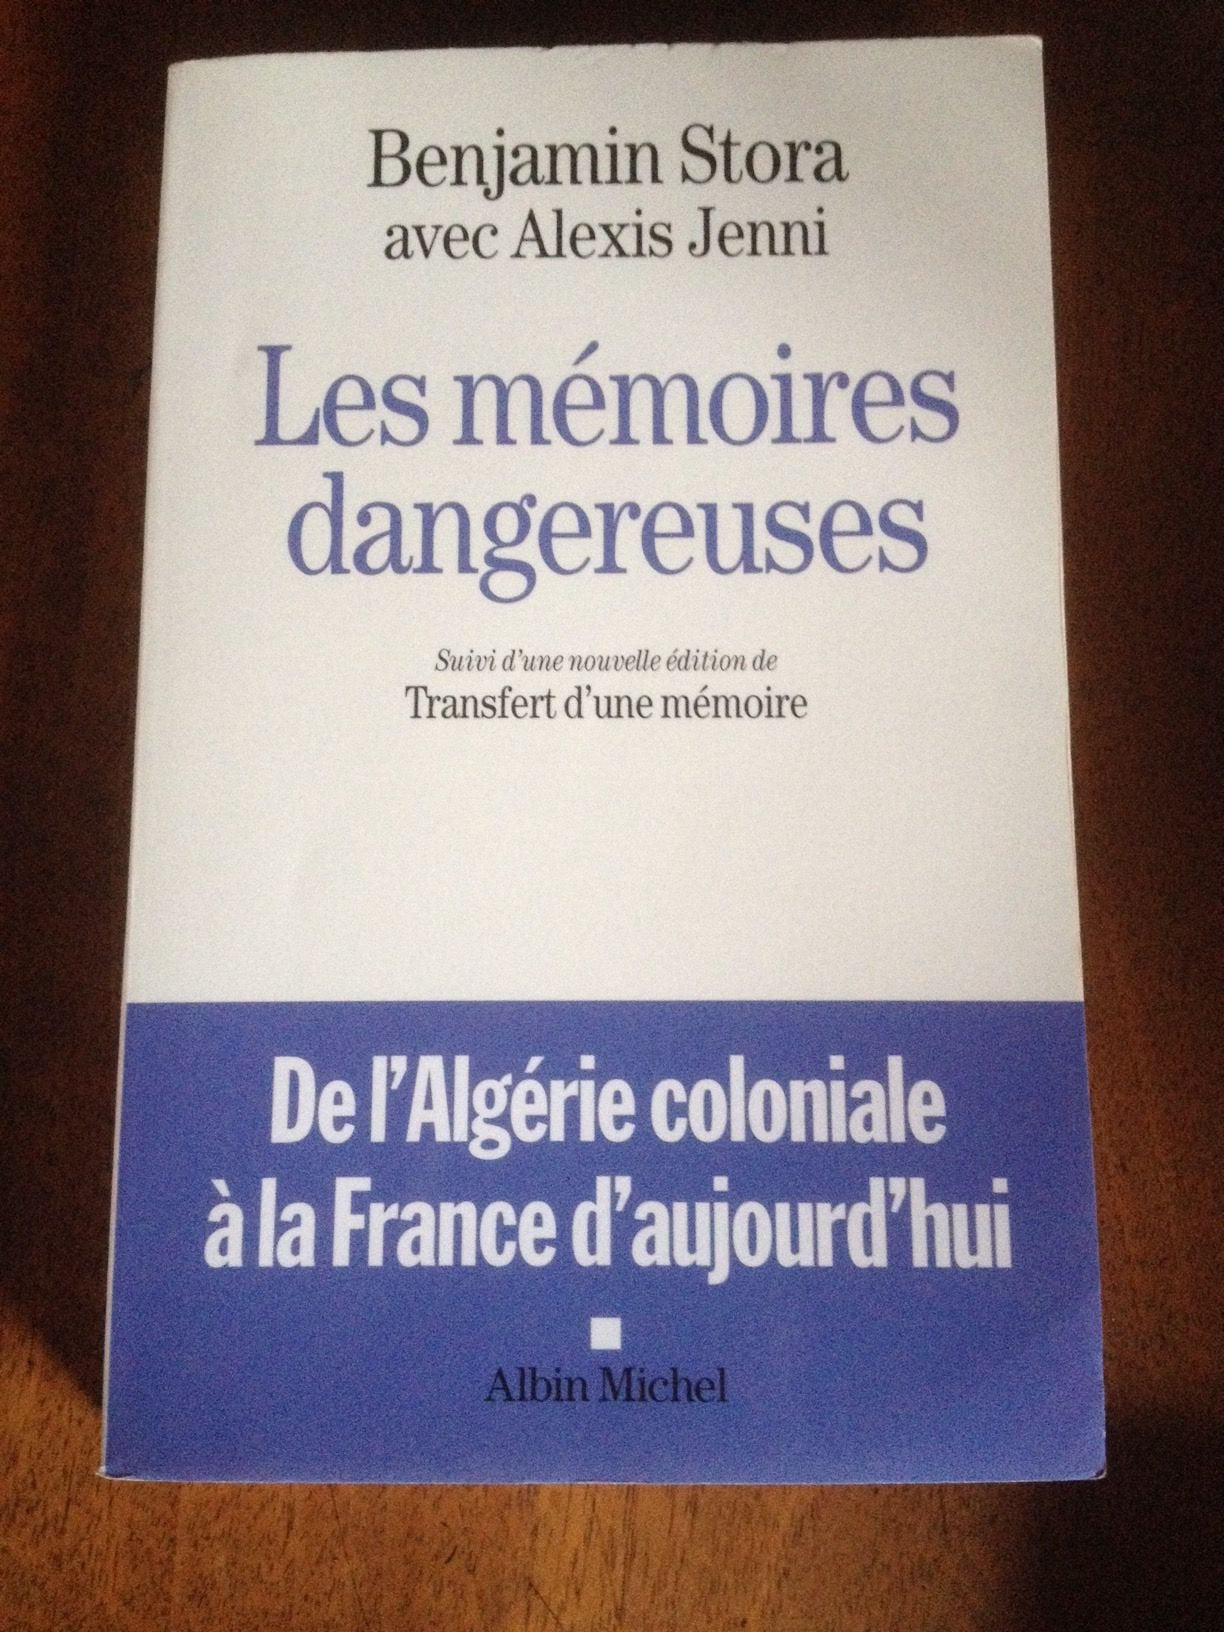 Benjamin Stora
avec Alexis Jenni
Les mémoires
dangereuses
Suivi d'une nouvelle édition de
Transfert d'une mémoire
De l'Algérie coloniale
à la France d'aujourd'hui
Albin Michel